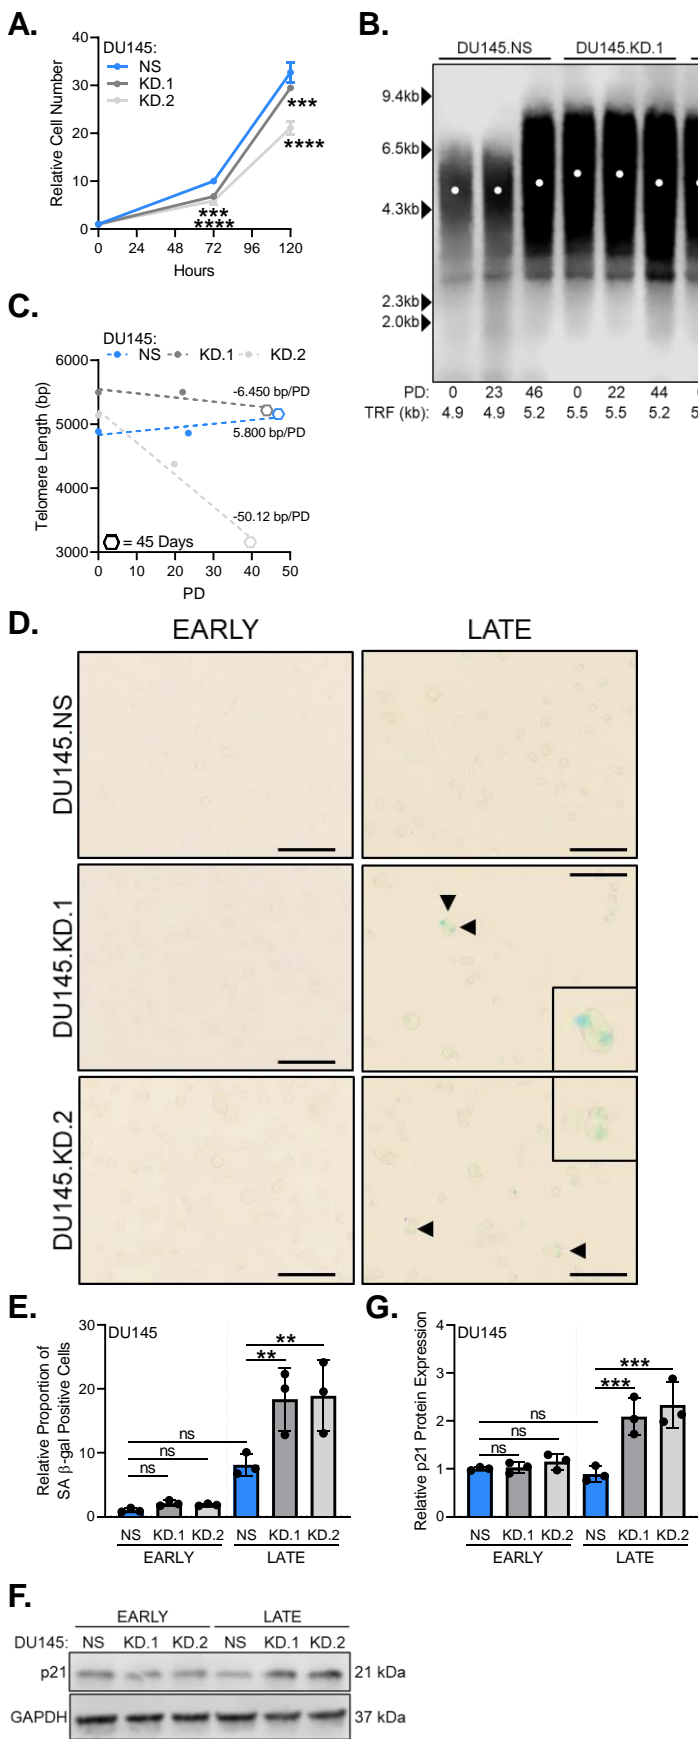 A.
DU145:
NS
KD.1
KD.2
40
30
20
10
0
Relative Cell Number
***
****
***
****
0 24 48 72 96 120
Hours
B.
DU145.NS DU145.KD.1
9.4kb
6.5kb
4.3kb
2.3kb
2.0kb
PD: 0 23 46 0 22 44
TRF (kb): 4.9 4.9 5.2 5.5 5.5 5.2
C.
DU145:
NS KD.1 KD.2
6000
5000
4000
3000
Telomere Length (bp)
-6.450 bp/PD
5.800 bp/PD
-50.12 bp/PD
= 45 Days
0 10 20 30 40 50
PD
D.
EARLY LATE
DU145.NS
DU145.KD.1
DU145.KD.2
E.
DU145
30
20
10
0
Relative Proportion of
SA β-gal Positive Cells
**
**
ns
ns
ns
NS KD.1 KD.2 NS KD.1 KD.2
EARLY LATE
G.
DU145
4
3
2
1
0
Relative p21 Protein Expression
***
***
ns
ns
ns
NS KD.1 KD.2 NS KD.1 KD.2
EARLY LATE
F.
EARLY LATE
DU145: NS KD.1 KD.2 NS KD.1 KD.2
p21 21 kDa
GAPDH 37 kDa